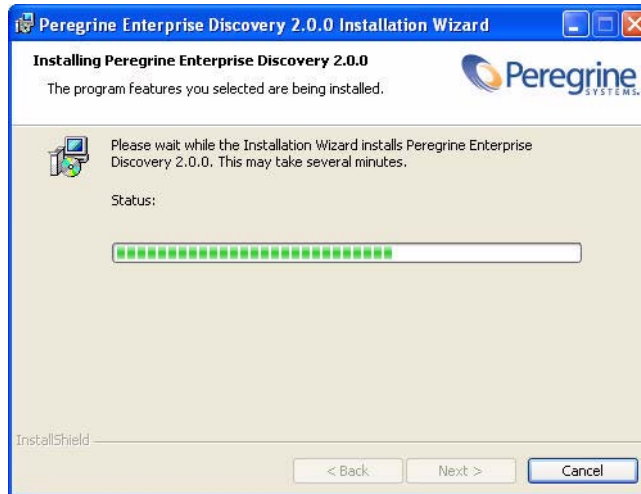 Peregrine Enterprise Discovery 2.0.0 Installation Wizard
Installing Peregrine Enterprise Discovery 2.0.0
The program features you selected are being installed.
Peregrine
SYSTEMS
Please wait while the Installation Wizard installs Peregrine Enterprise
Discovery 2.0.0. This may take several minutes.
Status:
InstallShield
< Back
Next >
Cancel